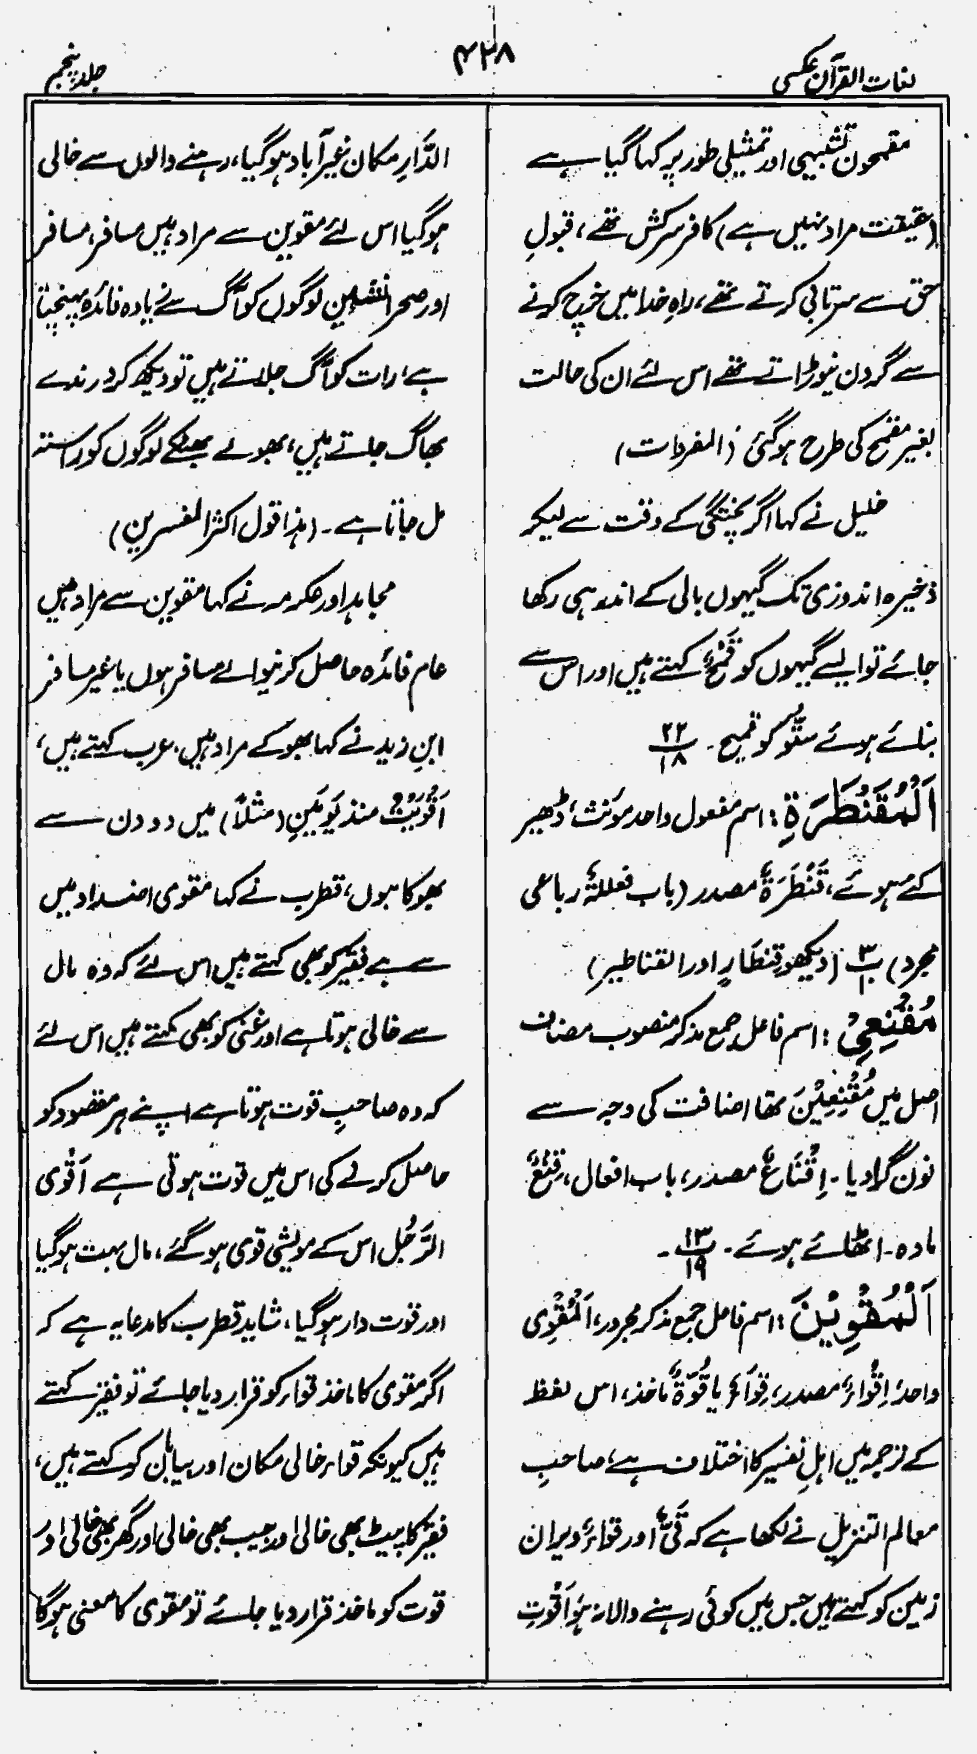 لغات القرآن عکسی
۴۲۸
جلد پنجم
مقمحون تشبیہی اور تمثیلی طور پر کہا گیا ہے
(حقیقت مراد نہیں ہے) کافر سرکش تھے، قبولِ
حق سے سرتابی کرتے تھے، راہِ خدا میں خرچ کرنے
سے گردن نیوڑاتے تھے اس لئے ان کی حالت
بغیر مقمح کی طرح ہوگئی (المفردات)
خلیل نے کہا اگر پختگی کے وقت سے لیکر
ذخیرہ اندوزی تک گیہوں بالی کے اندر ہی رکھا
جائے تو ایسے گیہوں کو قَمْحٌ کہتے ہیں اور اس سے
بنائے ہوئے ستّو کو قمیح ۔ ۲۲/۱۸
اَلْمُقَنْطَرَةِ: اسم مفعول واحد مؤنث، ڈھیر
کئے ہوئے، قَنْطَرَةٌ مصدر (باب فعللۃٌ رباعی
مجرد) پ۳/۱۰ (دیکھو قِنْطَارٍ اور القناطیر)
مُقْنِعِیْ: اسم فاعل جمع مذکر منصوب مضاف
اصل میں مُقْنِعِیْنَ تھا اضافت کی وجہ سے
نون گرا دیا۔ اِقْنَاعٌ مصدر، باب افعال، قِنْعٌ
مادہ۔ اٹھائے ہوئے۔ پ۱۳/۱۹ ۔
اَلْمُقْوِیْنَ: اسم فاعل جمع مذکر مجرور، اَلْمُقْوِی
واحد، اِقْوَاءٌ مصدر، قِوَاءٌ یا قُوَّةٌ ماخذ، اس لفظ
کے ترجمہ میں اہلِ تفسیر کا اختلاف ہے، صاحبِ
معالم التنزیل نے لکھا ہے کہ قَیٌّ اور قواءٌ ویران
زمین کو کہتے ہیں جس میں کوئی رہنے والا نہ ہو، اَقْوَتِ
الدَّارِ مکان غیر آباد ہوگیا، رہنے والوں سے خالی
ہوگیا اس لئے مقوین سے مراد ہیں مسافر، مسافر
اور صحرا نشین لوگوں کو آگ سے زیادہ فائدہ پہنچتا
ہے، رات کو آگ جلاتے ہیں تو دیکھ کر درندے
بھاگ جاتے ہیں، بھولے بھٹکے لوگوں کو راستہ
مل جاتا ہے۔ (ہذا قول اکثر المفسرین)
مجاہد اور عکرمہ نے کہا مقوین سے مراد ہیں
عام فائدہ حاصل کرنیوالے مسافر ہوں یا غیر مسافر
ابن زید نے کہا بھوکے مراد ہیں، عرب کہتے ہیں،
اَقْوَیْتُ منذ یَوْمَیْنِ (مثلاً) میں دو دن سے
بھوکا ہوں، قطرب نے کہا مُقوی اضداد میں
سے ہے فقیر کو بھی کہتے ہیں اس لئے کہ وہ مال
سے خالی ہوتا ہے اور غنی کو بھی کہتے ہیں اس لئے
کہ وہ صاحبِ قوت ہوتا ہے اپنے ہر مقصود کو
حاصل کرنے کی اس میں قوت ہوتی ہے اَقْوَی
الرَّجُلُ اس کے مویشی قوی ہوگئے، مال بہت ہوگیا
اور قوت دار ہوگیا، شاید قطرب کا مدعا یہ ہے کہ
اگر مقوی کا ماخذ قواء کو قرار دیا جائے تو فقیر کہتے
ہیں کیونکہ قواء خالی مکان اور بیابان کو کہتے ہیں،
فقیر کا پیٹ بھی خالی اور جیب بھی خالی اور گھر بھی خالی اور
قوت کو ماخذ قرار دیا جائے تو مقوی کا معنی ہوگا